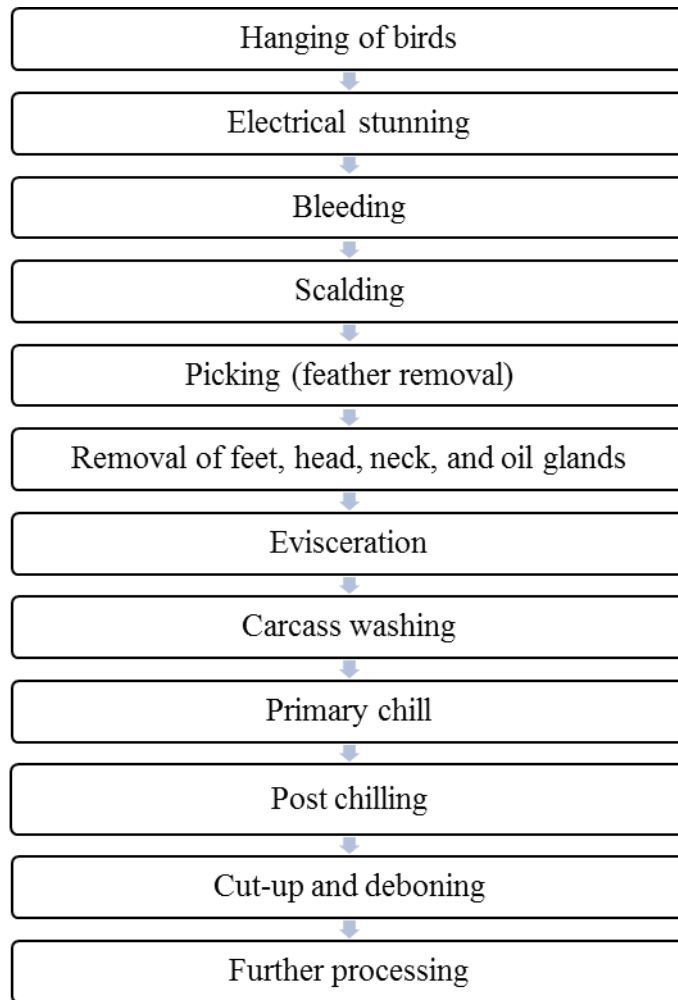 Hanging of birds
Electrical stunning
Bleeding
Scalding
Picking (feather removal)
Removal of feet, head, neck, and oil glands
Evisceration
Carcass washing
Primary chill
Post chilling
Cut-up and deboning
Further processing